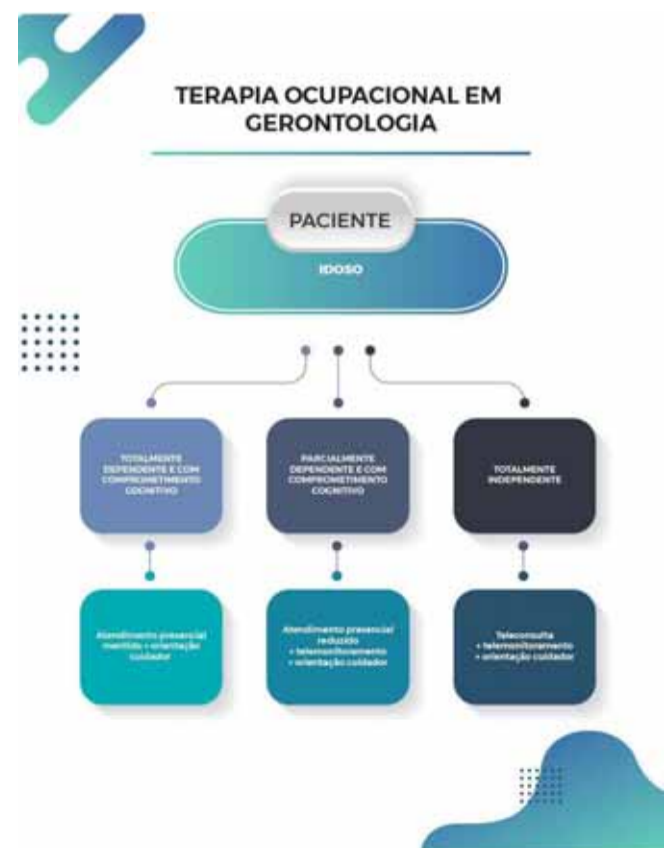 TERAPIA OCUPACIONAL EM
GERONTOLOGIA
PACIENTE
IDOSO
TOTALMENTE
DEPENDENTE E COM
COMPROMETIMENTO
COGNITIVO
PARCIALMENTE
DEPENDENTE E COM
COMPROMETIMENTO
COGNITIVO
TOTALMENTE
INDEPENDENTE
Atendimento presencial
mantido + orientação
cuidador
Atendimento presencial
reduzido
+ telemonitoramento
+ orientação cuidador
Teleconsulta
+ telemonitoramento
+ orientação cuidador